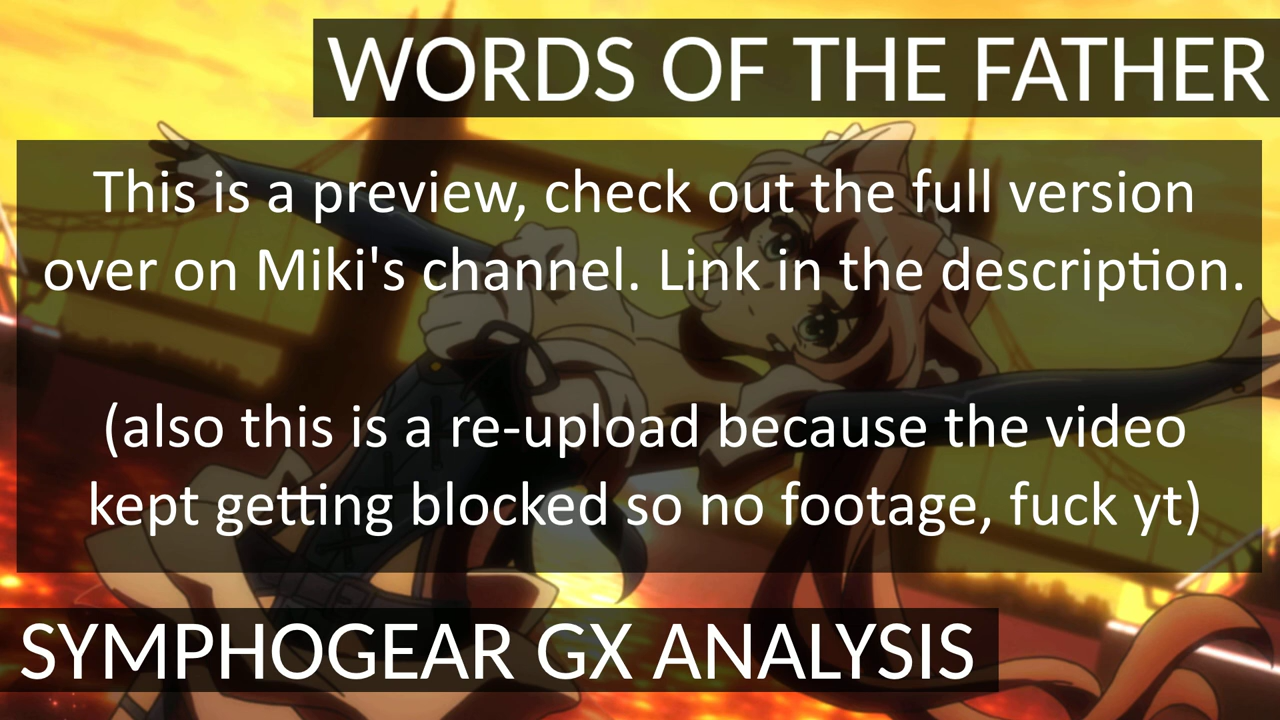 WORDS OF THE FATHER
This is a preview, check out the full version
over on Miki's channel. Link in the description.
(also this is a re-upload because the video
kept getting blocked so no footage, fuck yt)
SYMPHOGEAR GX ANALYSIS